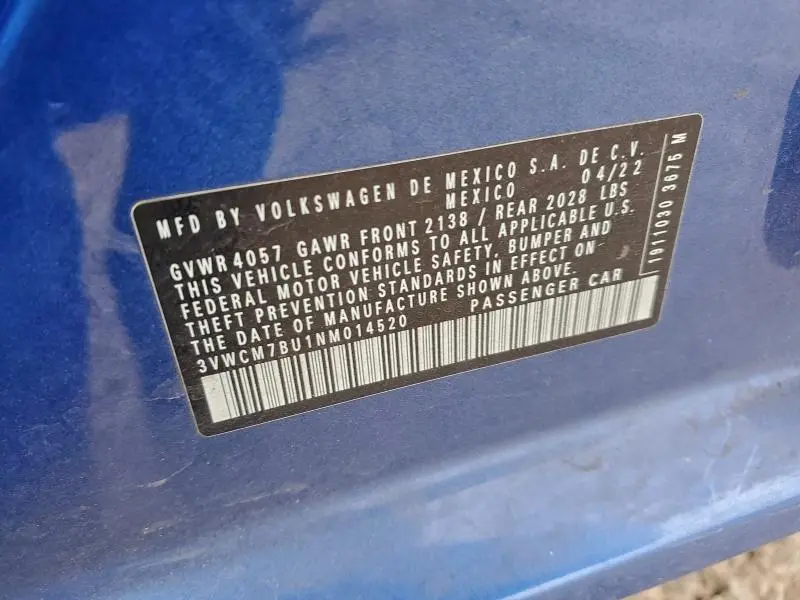 MFD BY VOLKSWAGEN DE MEXICO S.A. DE C.V.
MEXICO 04/22
GVWR 4057 GAWR FRONT 2138 / REAR 2028 LBS
THIS VEHICLE CONFORMS TO ALL APPLICABLE U.S.
FEDERAL MOTOR VEHICLE SAFETY, BUMPER AND
THEFT PREVENTION STANDARDS IN EFFECT ON
THE DATE OF MANUFACTURE SHOWN ABOVE.
3VWCM7BU1NM014520 PASSENGER CAR
1911030 3675 M